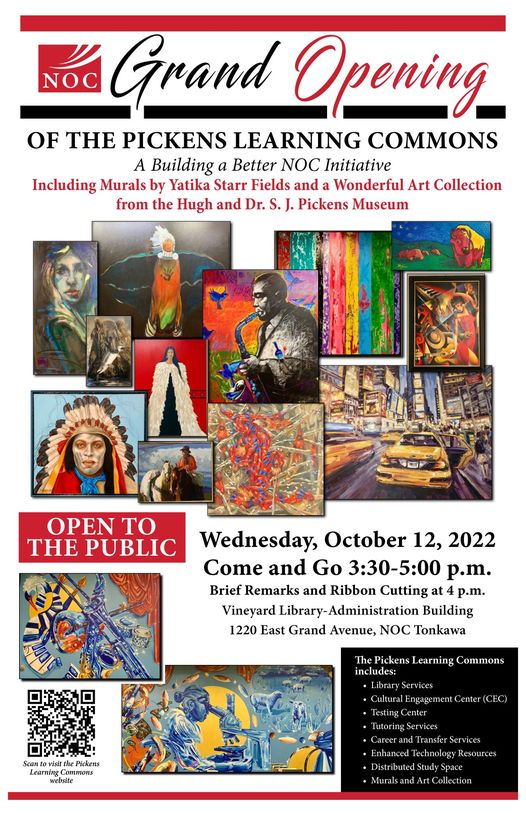 NOC
Grand Opening
OF THE PICKENS LEARNING COMMONS
A Building a Better NOC Initiative
Including Murals by Yatika Starr Fields and a Wonderful Art Collection
from the Hugh and Dr. S. J. Pickens Museum
OPEN TO
THE PUBLIC
Wednesday, October 12, 2022
Come and Go 3:30-5:00 p.m.
Brief Remarks and Ribbon Cutting at 4 p.m.
Vineyard Library-Administration Building
1220 East Grand Avenue, NOC Tonkawa
Scan to visit the Pickens
Learning Commons
website
The Pickens Learning Commons
includes:
• Library Services
• Cultural Engagement Center (CEC)
• Testing Center
• Tutoring Services
• Career and Transfer Services
• Enhanced Technology Resources
• Distributed Study Space
• Murals and Art Collection